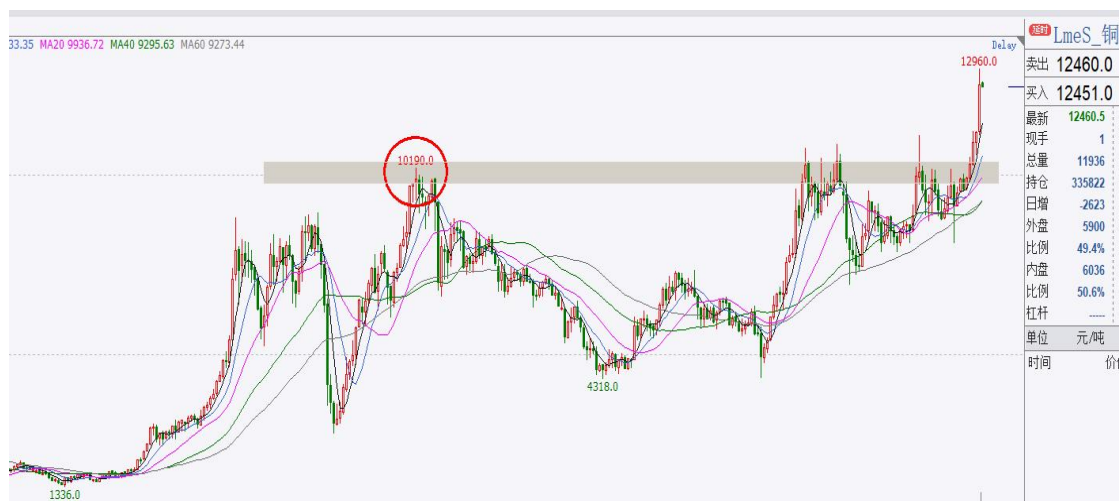 33.35 MA20 9936.72 MA40 9295.63 MA60 9273.44
Delay
12960.0
10190.0
4318.0
1336.0
延时 LmeS_铜
卖出 12460.0
买入 12451.0
最新 12460.5
现手 1
总量 11936
持仓 335822
日增 -2623
外盘 5900
比例 49.4%
内盘 6036
比例 50.6%
杠杆 -----
单位 元/吨
时间 价